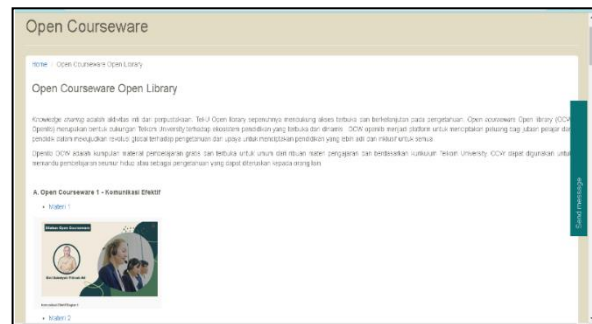 Open Courseware
Home Open Courseware Open Library
Open Courseware Open Library
Knowledge sharing adalah aktivitas inti dari perpustakaan. TelU Open library sepenuhnya mendukung akses terbuka dan berkelanjutan pada pengetahuan. Open courseware Open library (OCW
Openlib) merupakan bentuk dukungan Telkom University terhadap ekosistem pendidikan yang terbuka dan dinamis. OCW openlib menjadi platform untuk menciptakan peluang bagi jutaan pelajar dan
pendidik dalam mewujudkan revolusi global terhadap pengetahuan dan upaya untuk menciptakan pendidikan yang lebih adil dan inklusif untuk semua.
Openlib OCW adalah kumpulan material pembelajaran gratis dan terbuka untuk umum dari ribuan materi pengajaran dan berdasarkan kurikulum Telkom University. OCW dapat digunakan untuk
memandu pembelajaran seumur hidup atau sebagai pengetahuan yang dapat diteruskan kepada orang lain.
A. Open Courseware 1 - Komunikasi Efektif
Materi 1
Open Courseware
Materi 2
Send message